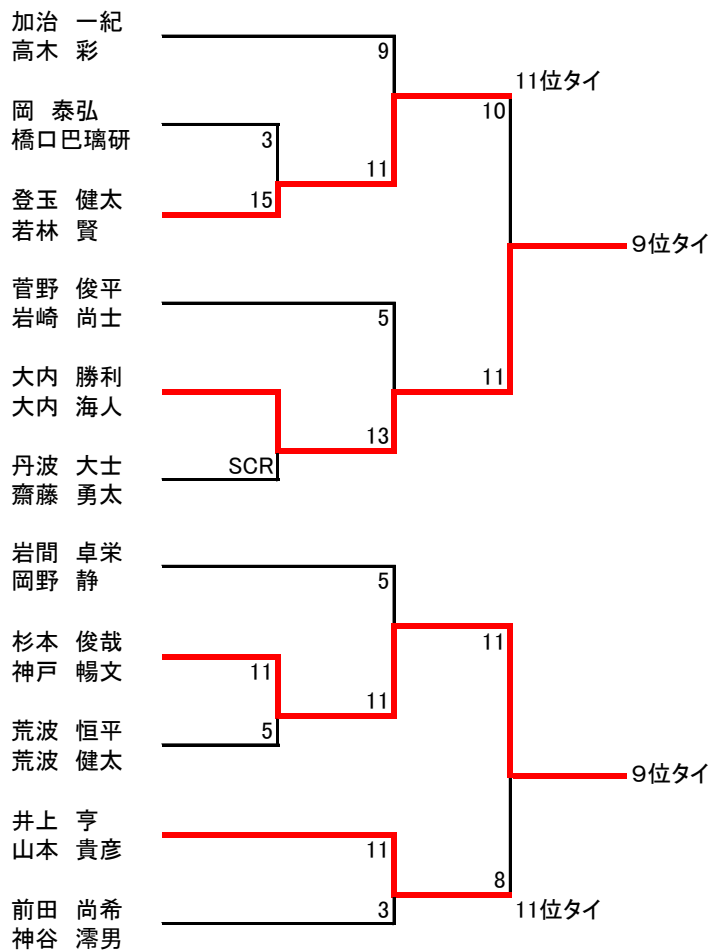 加治 一紀
高木 彩
9
11位タイ
10
岡 泰弘
橋口巴璃研
3
11
登玉 健太
15
若林 賢
9位タイ
菅野 俊平
岩崎 尚士
5
大内 勝利
11
大内 海人
13
丹波 大士
SCR
齋藤 勇太
岩間 卓栄
岡野 静
5
杉本 俊哉
11
神戸 暢文
11
11
荒波 恒平
5
荒波 健太
9位タイ
井上 亨
山本 貴彦
11
8
前田 尚希
3
11位タイ
神谷 澪男